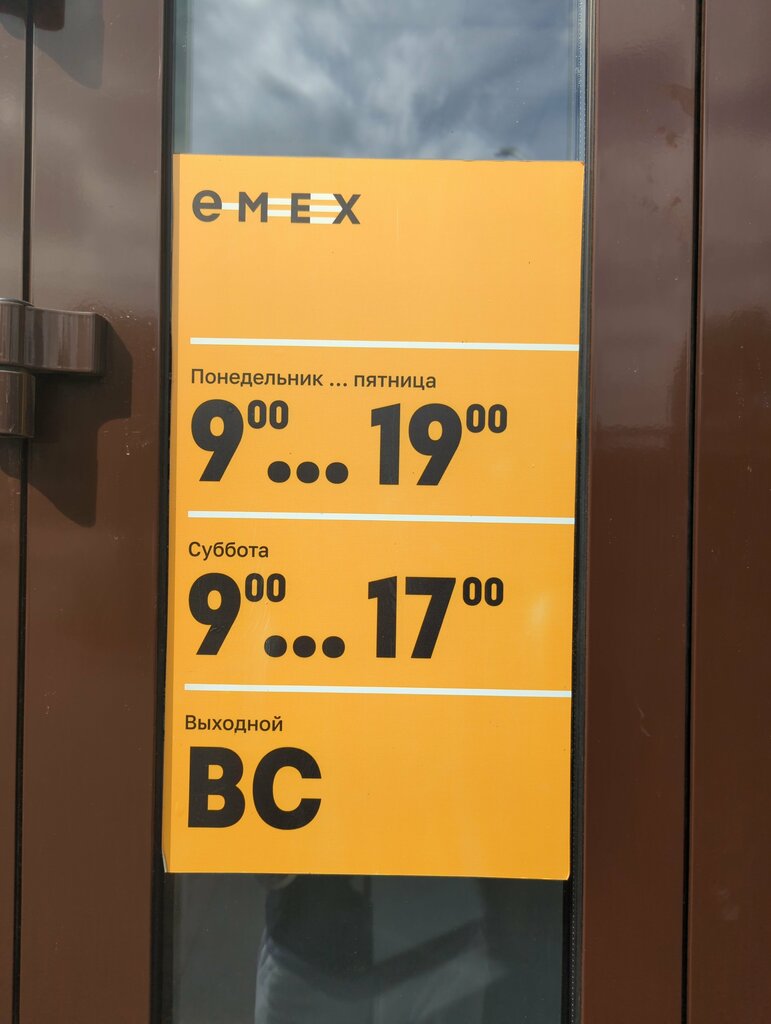 emex
Понедельник ... пятница
9⁰⁰... 19⁰⁰
Суббота
9⁰⁰... 17⁰⁰
Выходной
ВС